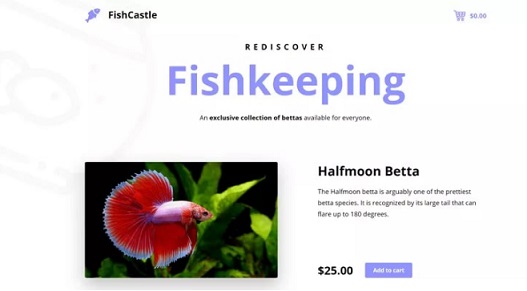 FishCastle
$0.00
REDISCOVER
Fishkeeping
An exclusive collection of bettas available for everyone.
Halfmoon Betta
The Halfmoon betta is arguably one of the prettiest
betta species. It is recognized by its large tail that can
flare up to 180 degrees.
$25.00
Add to cart